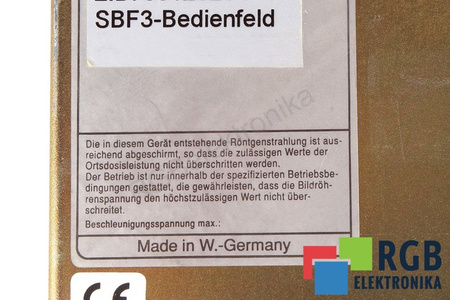 SBF3-Bedienfeld
Die in diesem Gerät entstehende Röntgenstrahlung ist aus-
reichend abgeschirmt, so dass die zulässigen Werte der
Ortsdosisleistung nicht überschritten werden.
Der Betrieb ist nur innerhalb der spezifizierten Betriebsbe-
dingungen gestattet, die gewährleisten, dass die Bildröh-
renspannung den höchstzulässigen Wert nicht über-
schreitet.
Beschleunigungsspannung max.:
Made in W.-Germany
CE
RGB
ELEKTRONIKA